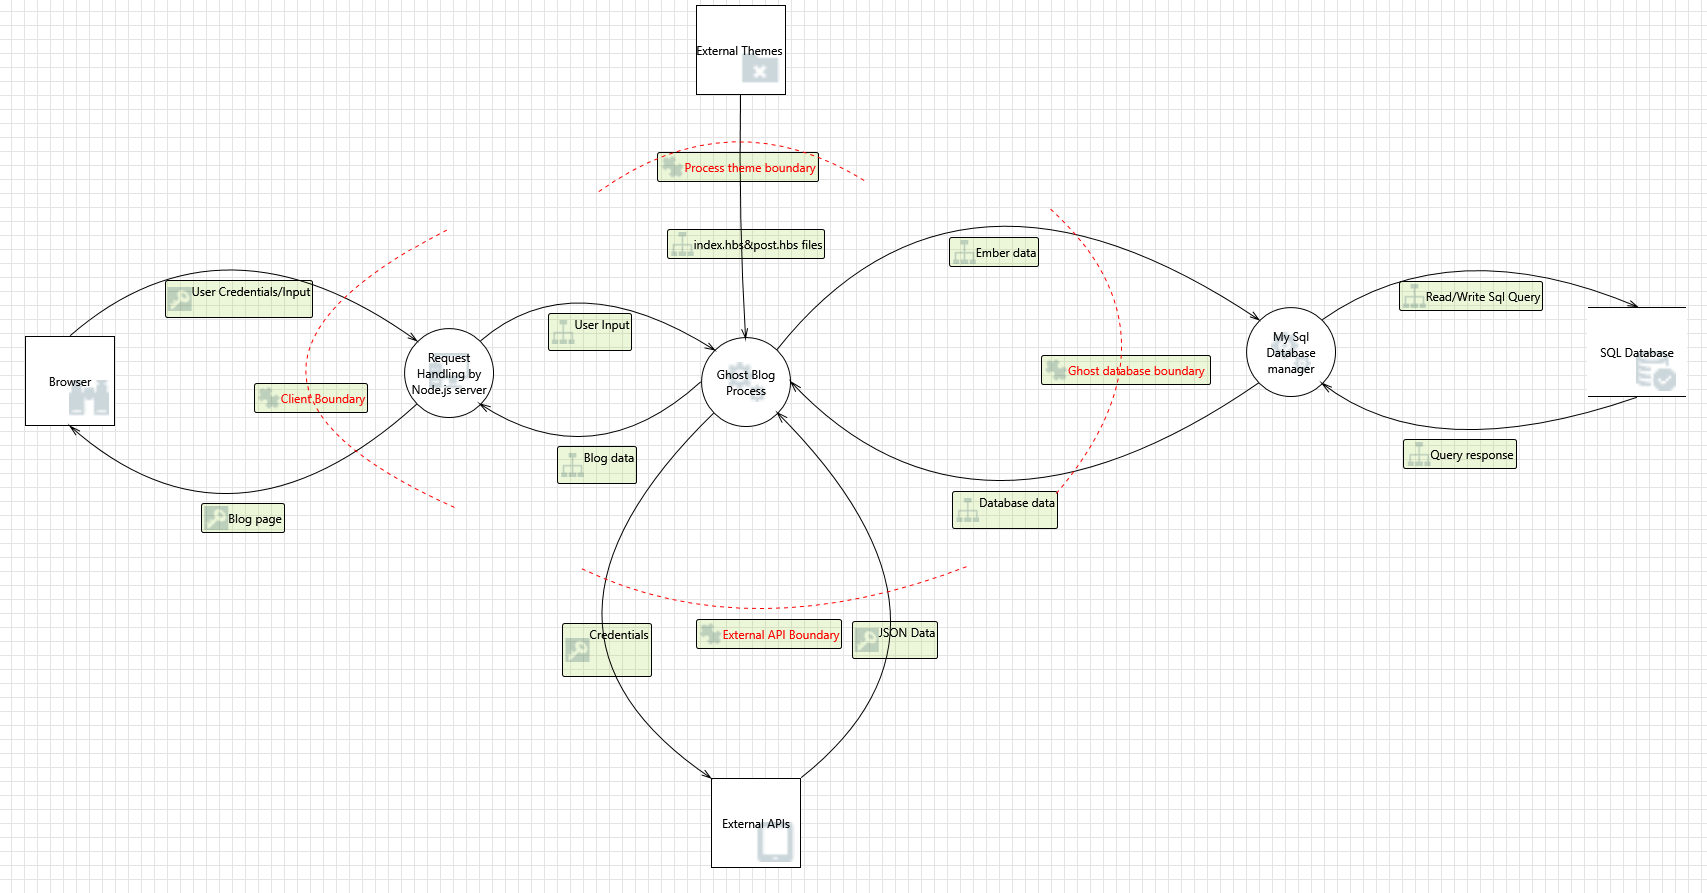 External Themes
Process theme boundary
index.hbs&post.hbs files
Ember data
User Credentials/Input
Read/Write Sql Query
User Input
My Sql
Database
manager
SQL Database
Request
Handling by
Node.js server
Browser
Ghost Blog
Process
Ghost database boundary
Client Boundary
Blog data
Query response
Database data
Blog page
Credentials
External API Boundary
JSON Data
External APIs